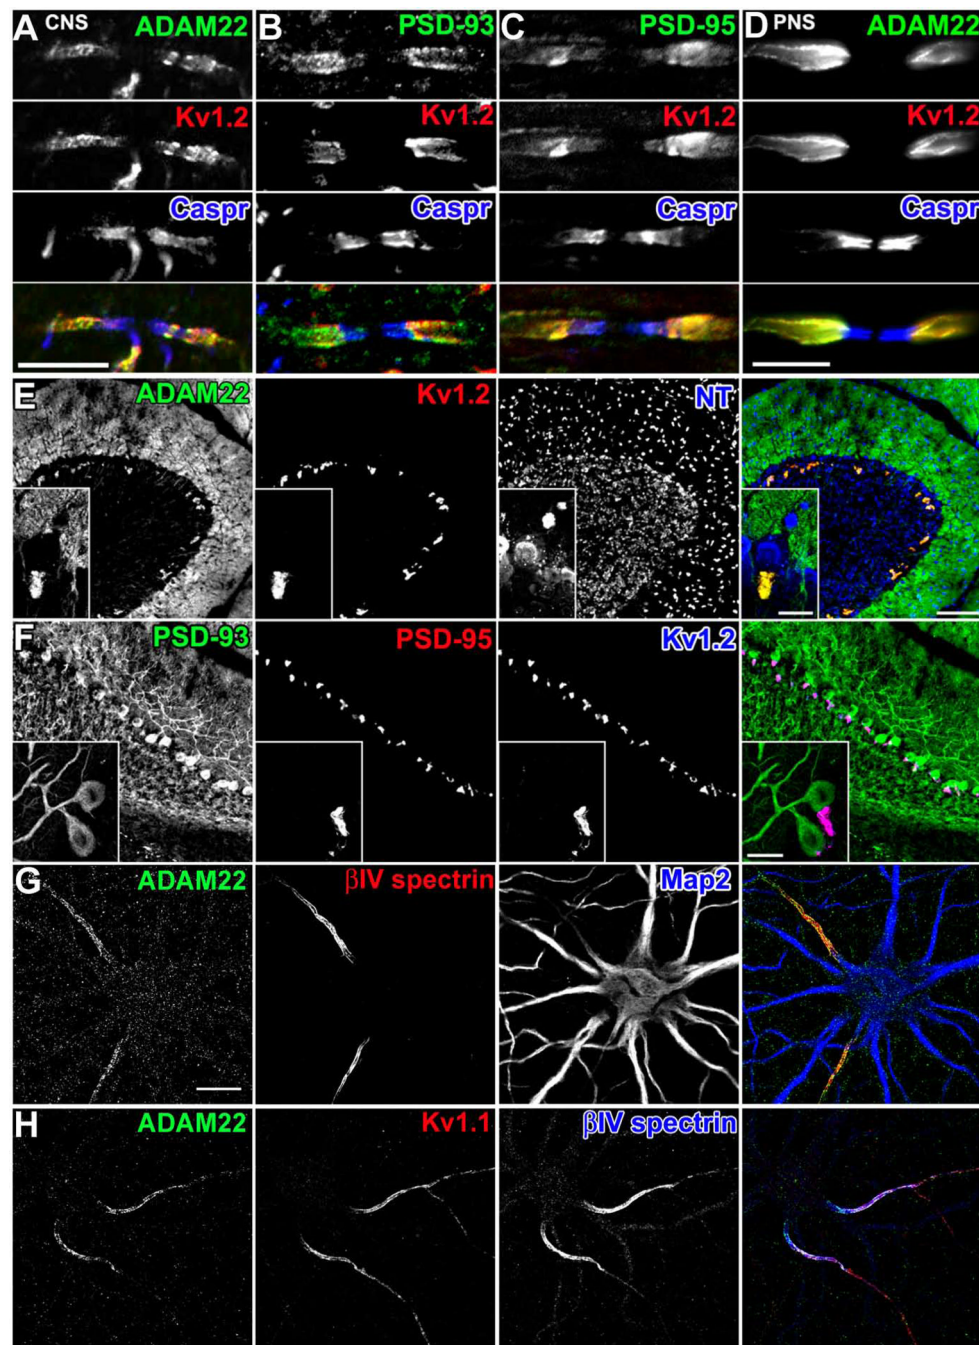 A CNS ADAM22
Kv1.2
Caspr
B PSD-93
Kv1.2
Caspr
C PSD-95
Kv1.2
Caspr
D PNS ADAM22
Kv1.2
Caspr
E ADAM22 Kv1.2 NT
F PSD-93 PSD-95 Kv1.2
G ADAM22 βIV spectrin Map2
H ADAM22 Kv1.1 βIV spectrin